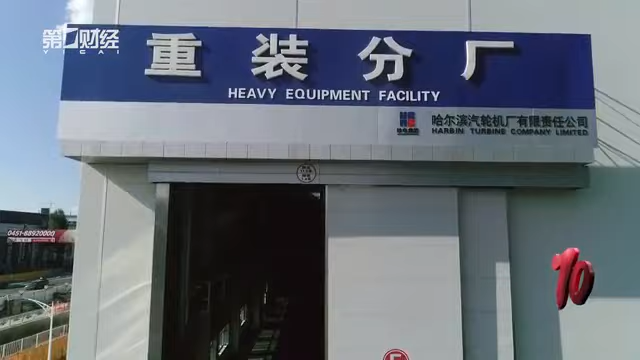 第一财经
YICAI
重装分厂
HEAVY EQUIPMENT FACILITY
哈尔滨汽轮机厂有限责任公司
HARBIN TURBINE COMPANY LIMITED
0451-88920000
70